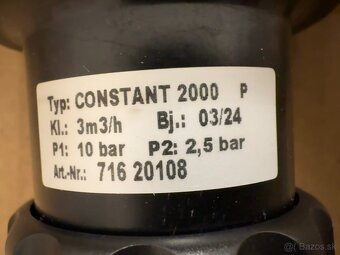 Typ: CONSTANT 2000 P
Kl.: 3m3/h Bj.: 03/24
P1: 10 bar P2: 2,5 bar
Art.-Nr.: 716 20108
Bazos.sk